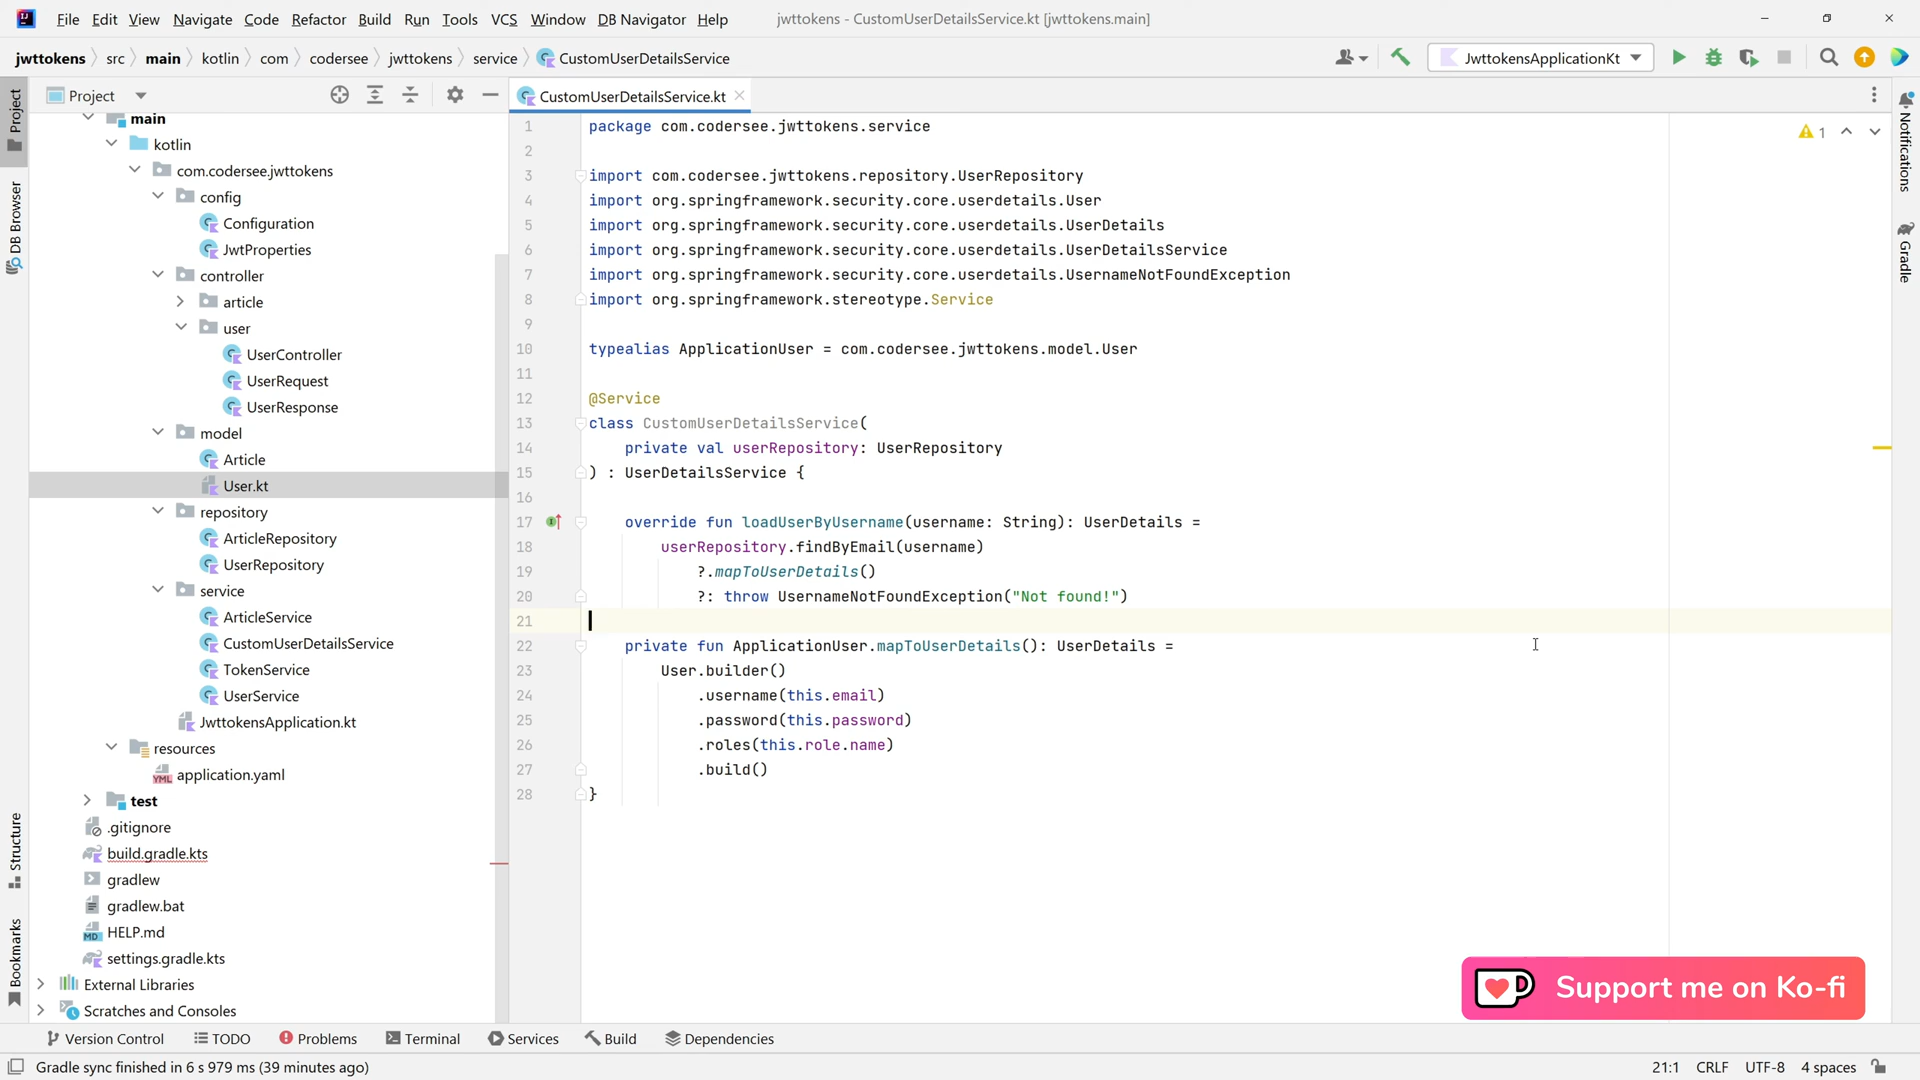 File Edit View Navigate Code Refactor Build Run Tools VCS Window DB Navigator Help jwttokens - CustomUserDetailsService.kt [jwttokens.main]
jwttokens src main kotlin com codersee jwttokens service CustomUserDetailsService JwttokensApplicationKt
Project
CustomUserDetailsService.kt
Project
DB Browser
Structure
Bookmarks
main
kotlin
com.codersee.jwttokens
config
Configuration
JwtProperties
controller
article
user
UserController
UserRequest
UserResponse
model
Article
User.kt
repository
ArticleRepository
UserRepository
service
ArticleService
CustomUserDetailsService
TokenService
UserService
JwttokensApplication.kt
resources
YML application.yaml
test
.gitignore
build.gradle.kts
gradlew
gradlew.bat
MD HELP.md
settings.gradle.kts
External Libraries
Scratches and Consoles
1 package com.codersee.jwttokens.service
2
3 import com.codersee.jwttokens.repository.UserRepository
4 import org.springframework.security.core.userdetails.User
5 import org.springframework.security.core.userdetails.UserDetails
6 import org.springframework.security.core.userdetails.UserDetailsService
7 import org.springframework.security.core.userdetails.UsernameNotFoundException
8 import org.springframework.stereotype.Service
9
10 typealias ApplicationUser = com.codersee.jwttokens.model.User
11
12 @Service
13 class CustomUserDetailsService(
14 private val userRepository: UserRepository
15 ) : UserDetailsService {
16
17 override fun loadUserByUsername(username: String): UserDetails =
18 userRepository.findByEmail(username)
19 ?.mapToUserDetails()
20 ?: throw UsernameNotFoundException("Not found!")
21
22 private fun ApplicationUser.mapToUserDetails(): UserDetails =
23 User.builder()
24 .username(this.email)
25 .password(this.password)
26 .roles(this.role.name)
27 .build()
28 }
1
Notifications
Gradle
Support me on Ko-fi
Version Control TODO Problems Terminal Services Build Dependencies
Gradle sync finished in 6 s 979 ms (39 minutes ago) 21:1 CRLF UTF-8 4 spaces